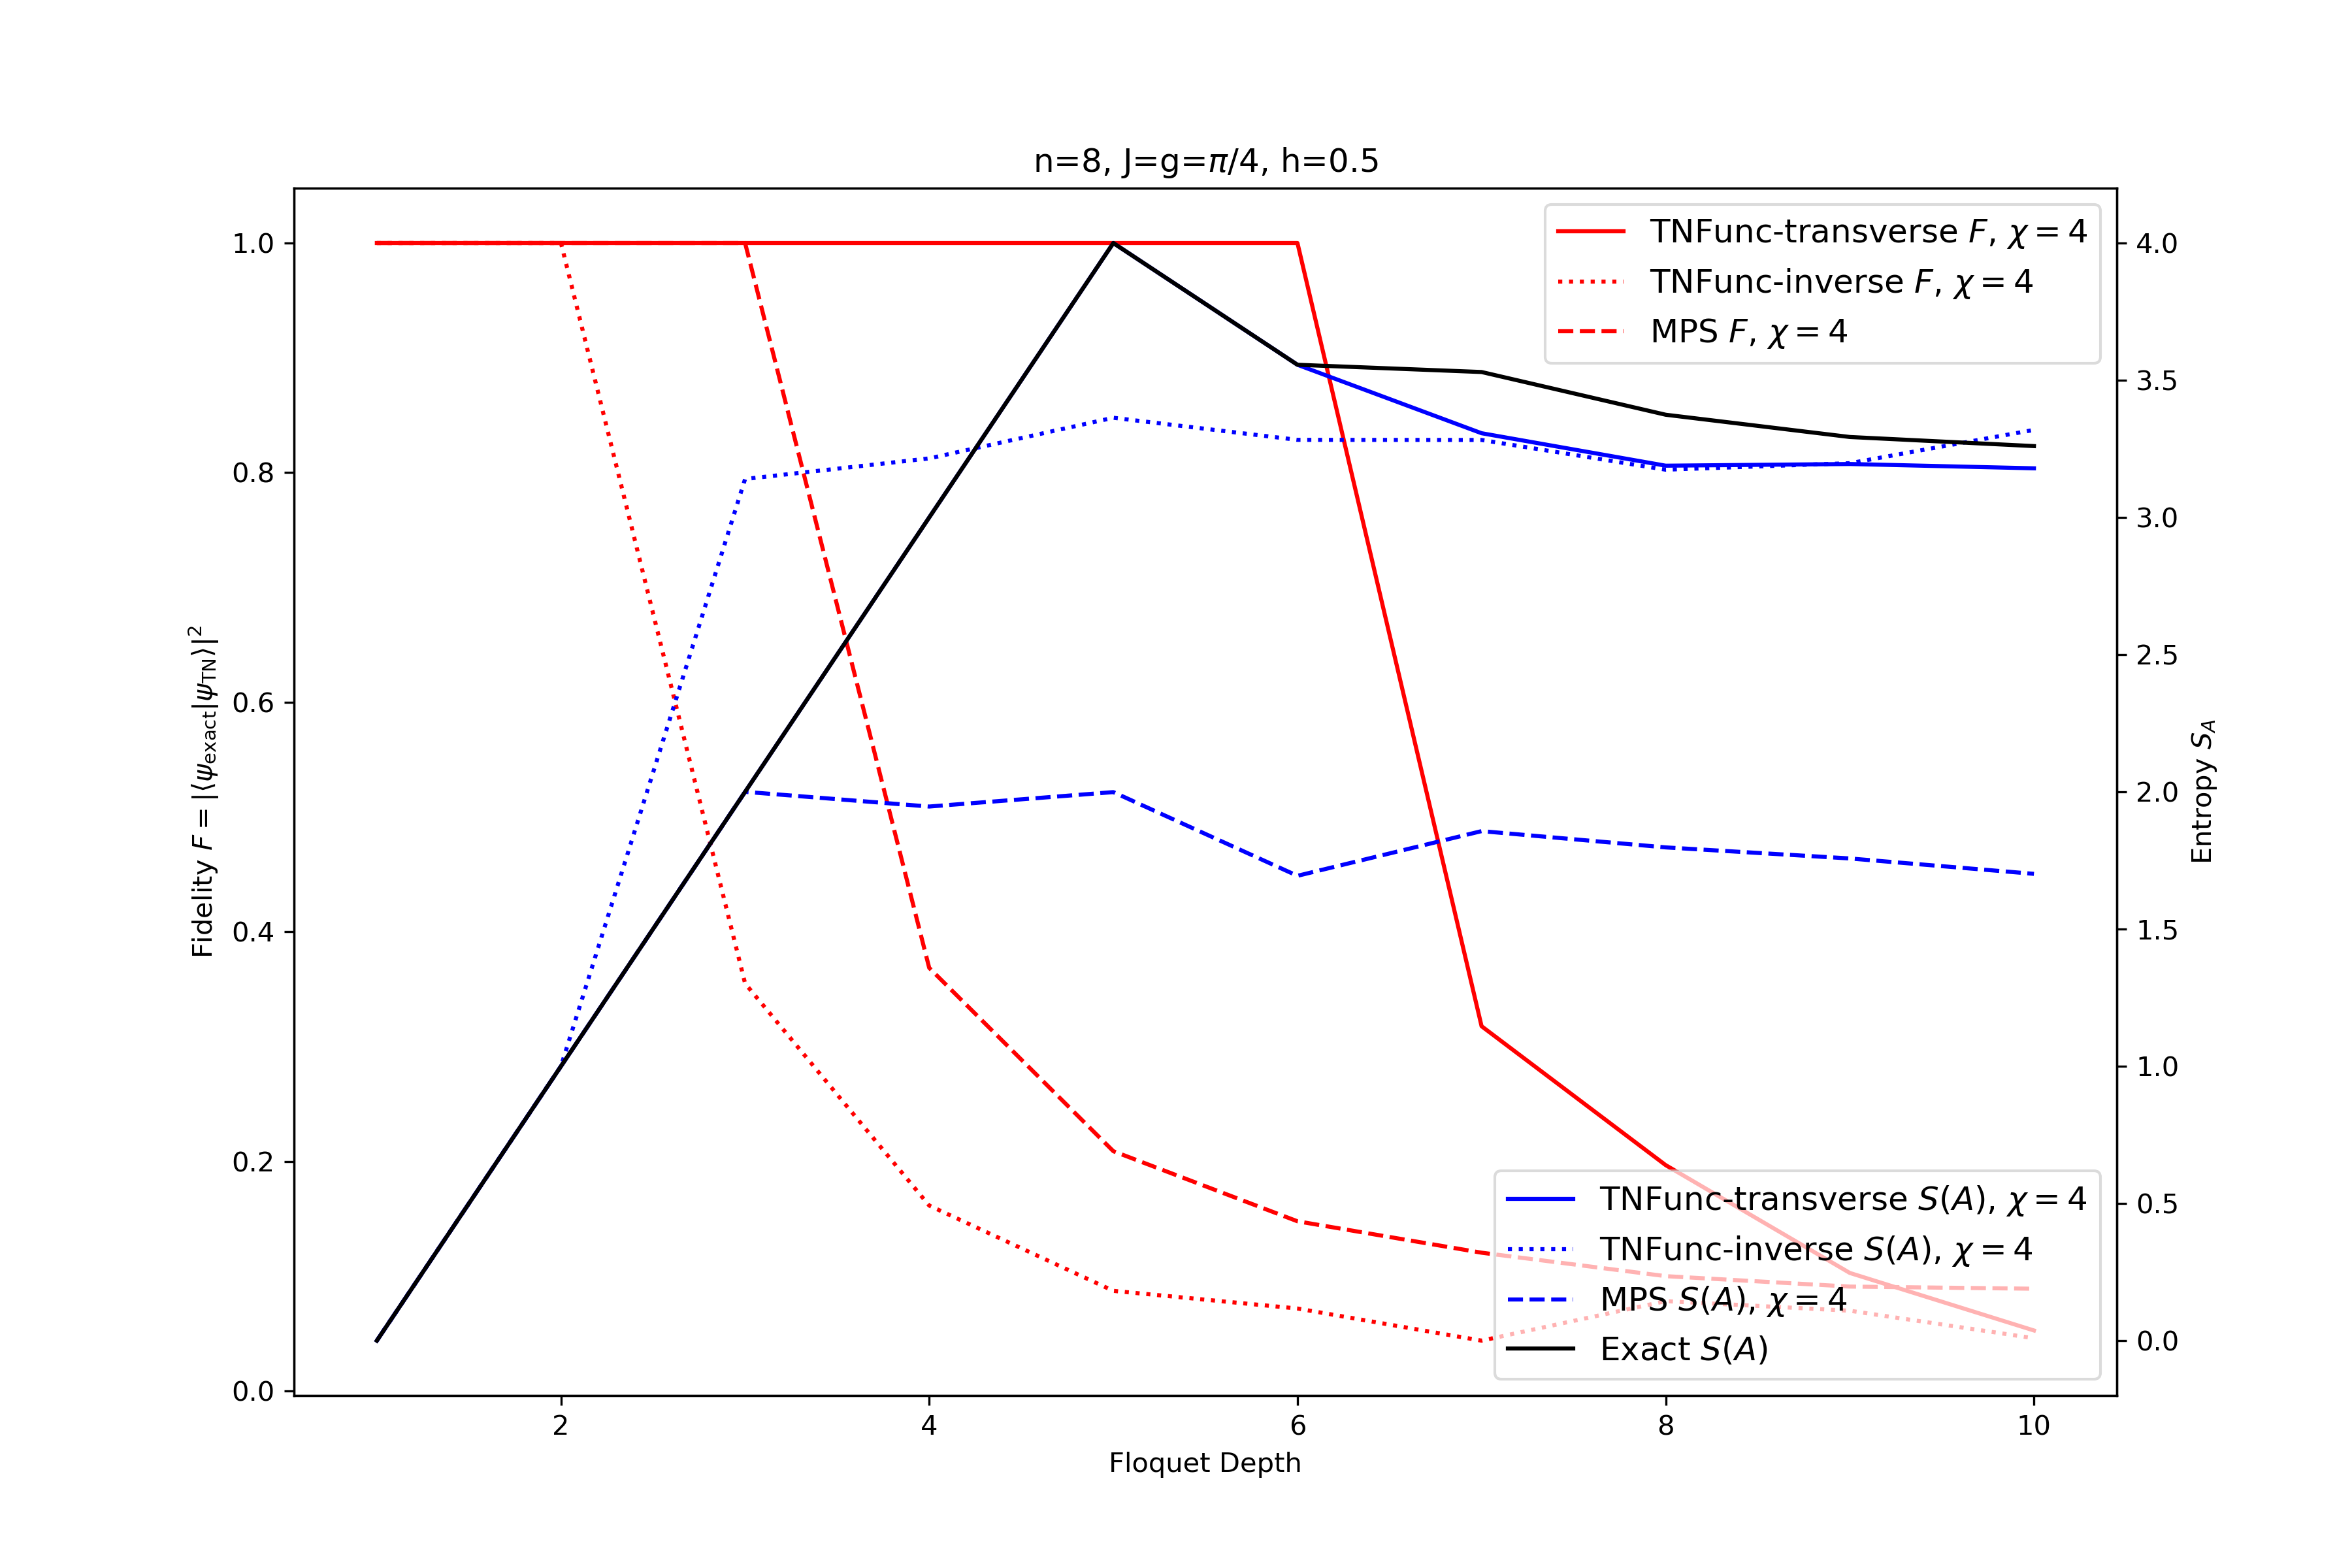 n=8, J=g=π/4, h=0.5
TNFunc-transverse F, χ = 4
TNFunc-inverse F, χ = 4
MPS F, χ = 4
1.0
0.8
0.6
0.4
0.2
0.0
Fidelity F = |⟨ψ_exact|ψ_TN⟩|²
4.0
3.5
3.0
2.5
2.0
1.5
1.0
0.5
0.0
Entropy S_A
TNFunc-transverse S(A), χ = 4
TNFunc-inverse S(A), χ = 4
MPS S(A), χ = 4
Exact S(A)
2 4 6 8 10
Floquet Depth